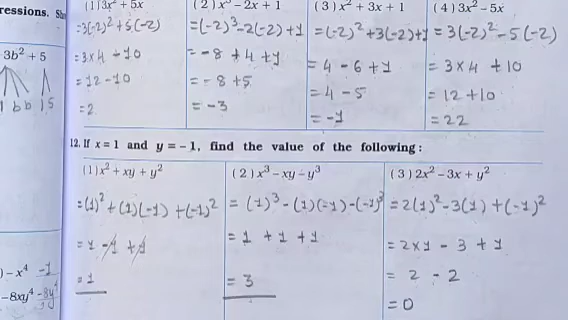 ressions.
(1) 3x² + 5x
(2) x³ - 2x + 1
(3) x² + 3x + 1
(4) 3x² - 5x
=3(-2)²+5(-2)
=(-2)³-2(-2)+1
=(-2)²+3(-2)+1
=3(-2)²-5(-2)
3b² + 5
=3×4-10
=-8+4+1
=4-6+1
=3×4+10
=12-10
=-8+5
=4-5
=12+10
=2
=-3
=-1
=22
12. If x = 1 and y = - 1, find the value of the following :
(1) x² + xy + y²
(2) x³ - xy - y³
(3) 2x² - 3x + y²
=(1)²+(1)(-1)+(-1)²
=(1)³-(1)(-1)-(-1)³
=2(1)²-3(1)+(-1)²
=1-1+1
=1+1+1
=2×1-3+1
=1
=3
=2-2
=0
) - x⁴ -1
-8xy⁴